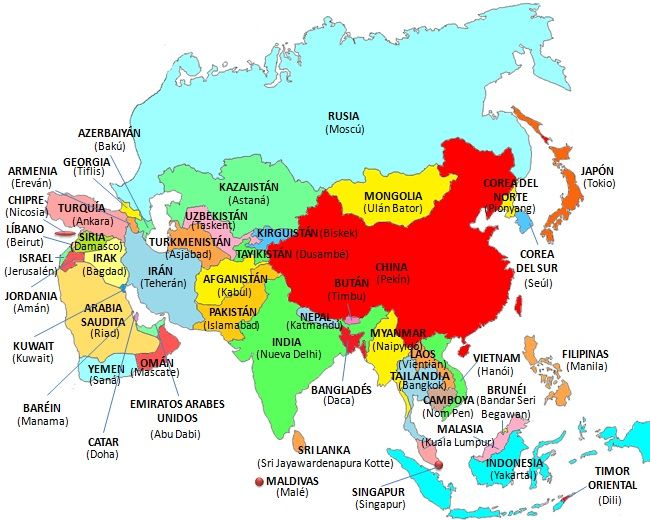 RUSIA
(Moscú)
AZERBAIYÁN
(Bakú)
GEORGIA
(Tiflis)
ARMENIA
(Ereván)
CHIPRE
(Nicosia)
TURQUÍA
(Ankara)
LÍBANO
(Beirut)
SIRIA
(Damasco)
ISRAEL
(Jerusalén)
IRAK
(Bagdad)
JORDANIA
(Amán)
ARABIA
SAUDITA
(Riad)
KUWAIT
(Kuwait)
IRÁN
(Teherán)
KAZAJISTÁN
(Astaná)
UZBEKISTÁN
(Taskent)
TURKMENISTÁN
(Asjabad)
KIRGUISTÁN (Biskek)
TAYIKISTÁN (Dusambe)
AFGANISTÁN
(Kabul)
PAKISTÁN
(Islamabad)
MONGOLIA
(Ulán Bator)
COREA DEL
NORTE
(Pionyang)
JAPÓN
(Tokio)
COREA
DEL SUR
(Seúl)
CHINA
(Pekín)
BUTÁN
(Timbu)
NEPAL
(Katmandú)
INDIA
(Nueva Delhi)
MYANMAR
(Naipyidó)
LAOS
(Vientián)
TAILANDIA
(Bangkok)
CAMBOYA
(Nom Pen)
VIETNAM
(Hanói)
FILIPINAS
(Manila)
BANGLADÉS
(Daca)
BRUNÉI
(Bandar Seri
Begawan)
MALASIA
(Kuala Lumpur)
INDONESIA
(Yakarta)
TIMOR
ORIENTAL
(Dili)
SINGAPUR
(Singapur)
SRI LANKA
(Sri Jayawardenapura Kotte)
MALDIVAS
(Malé)
YEMEN
(Saná)
OMÁN
(Mascate)
BARÉIN
(Manama)
EMIRATOS ARABES
UNIDOS
(Abu Dabi)
CATAR
(Doha)